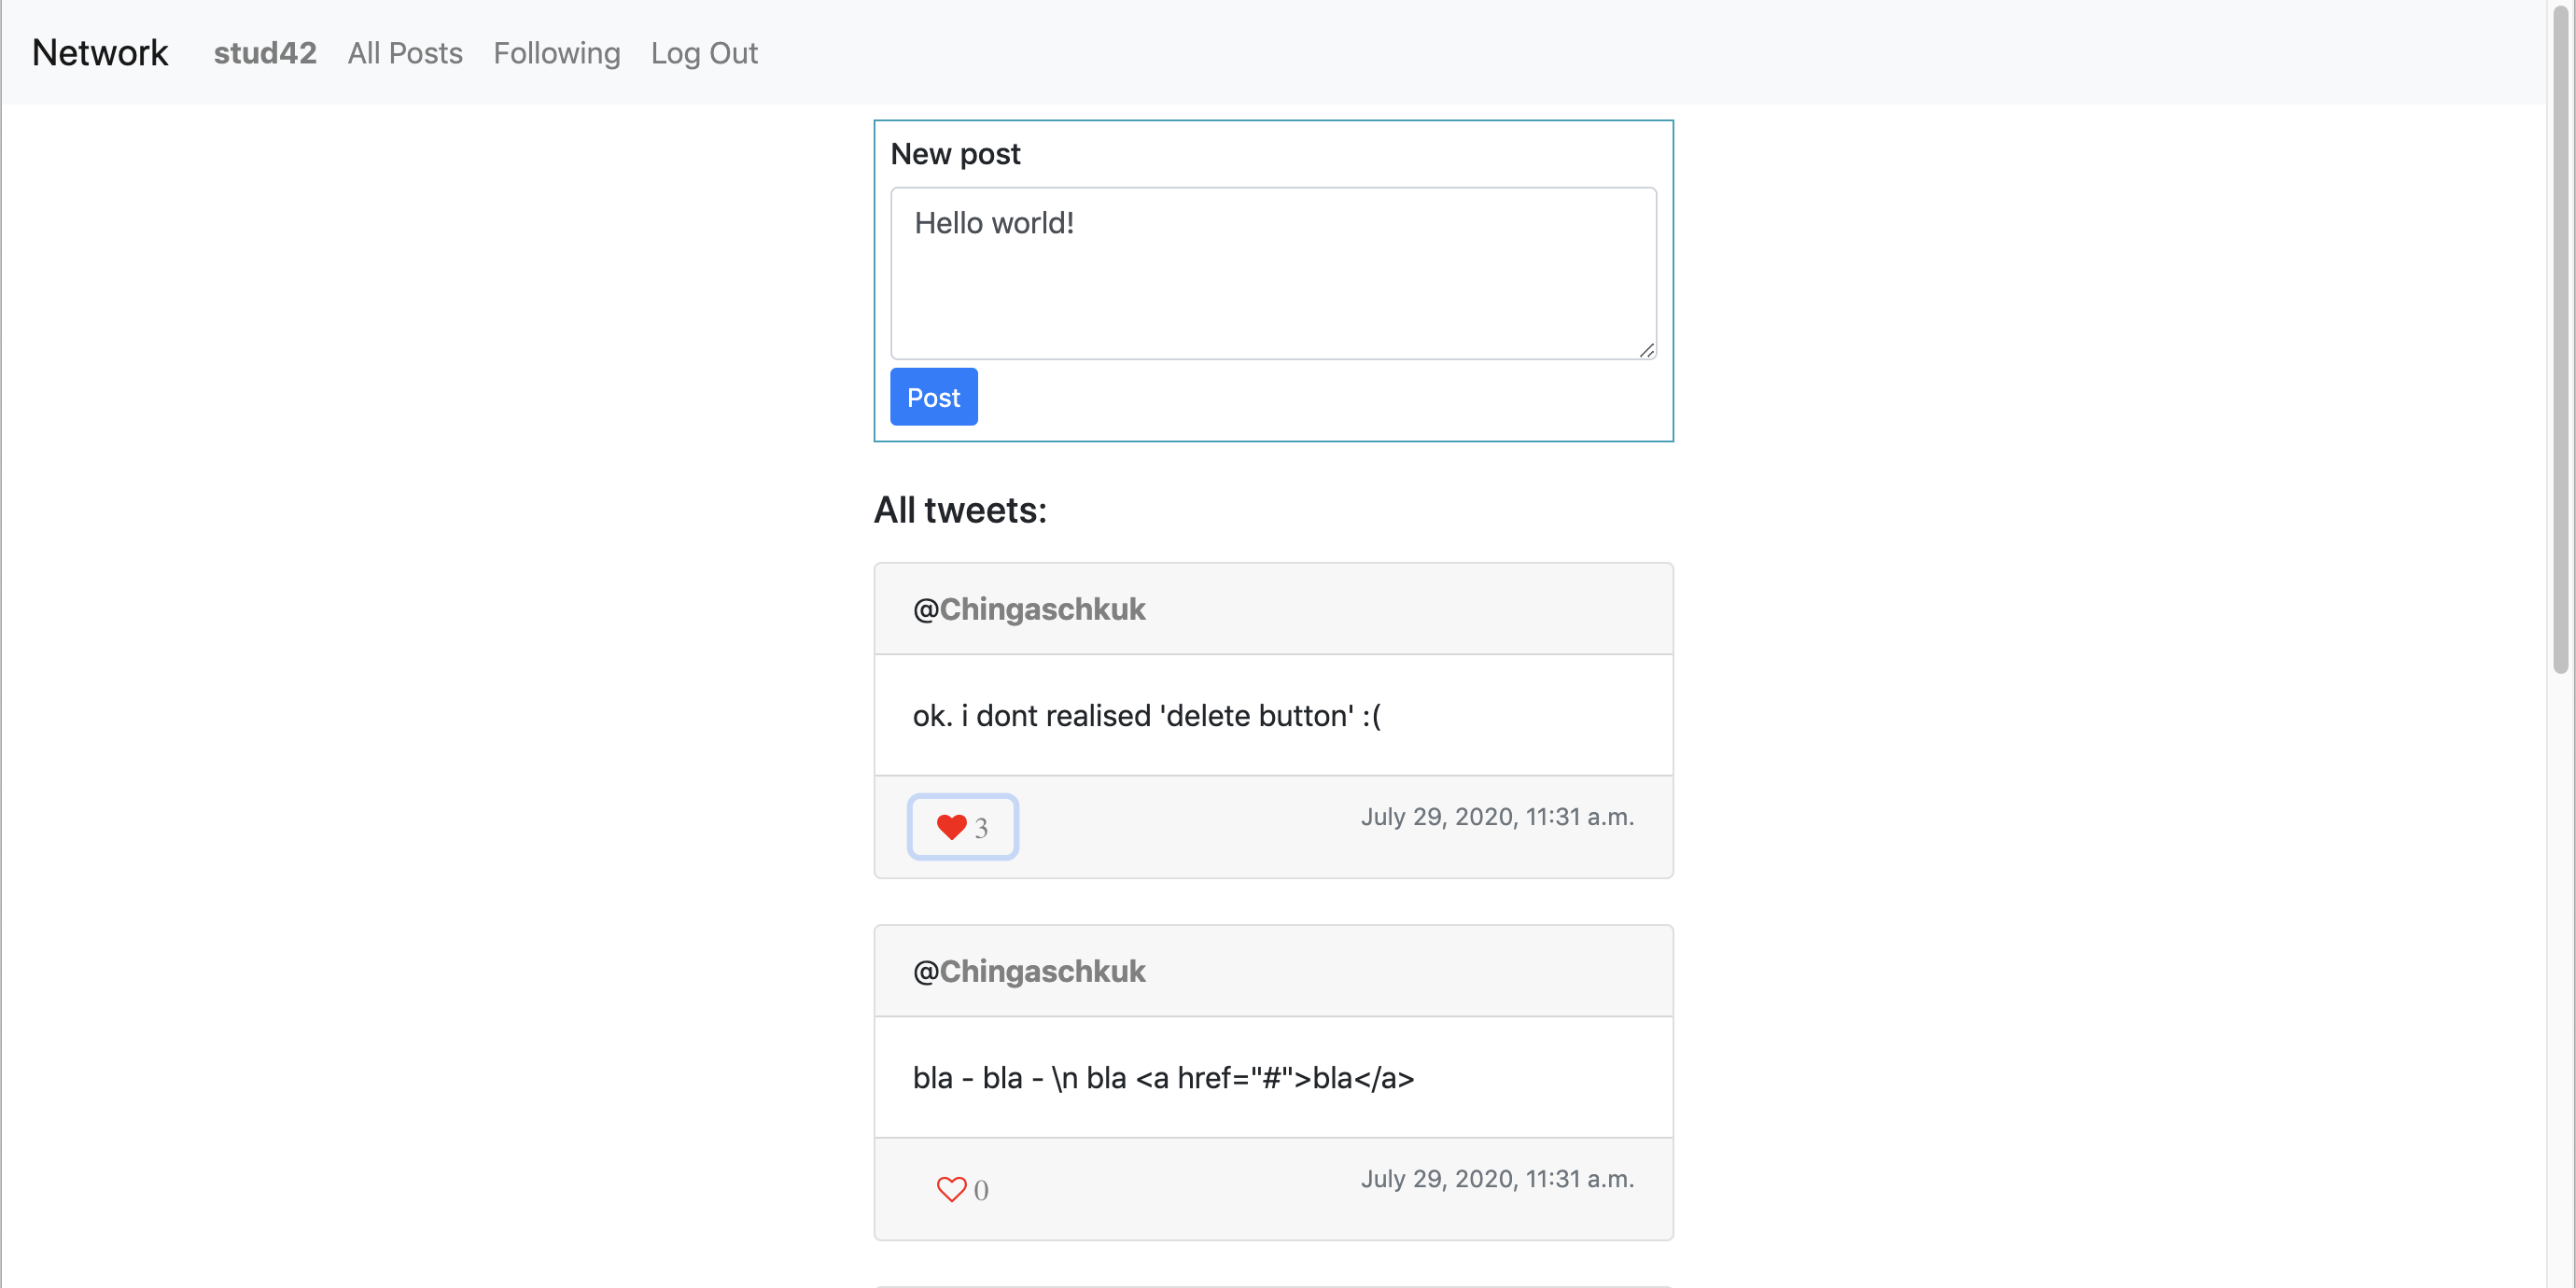 Network stud42 All Posts Following Log Out
New post
Hello world!
Post
All tweets:
@Chingaschkuk
ok. i dont realised 'delete button' :(
3 July 29, 2020, 11:31 a.m.
@Chingaschkuk
bla - bla - \n bla <a href="#">bla</a>
0 July 29, 2020, 11:31 a.m.